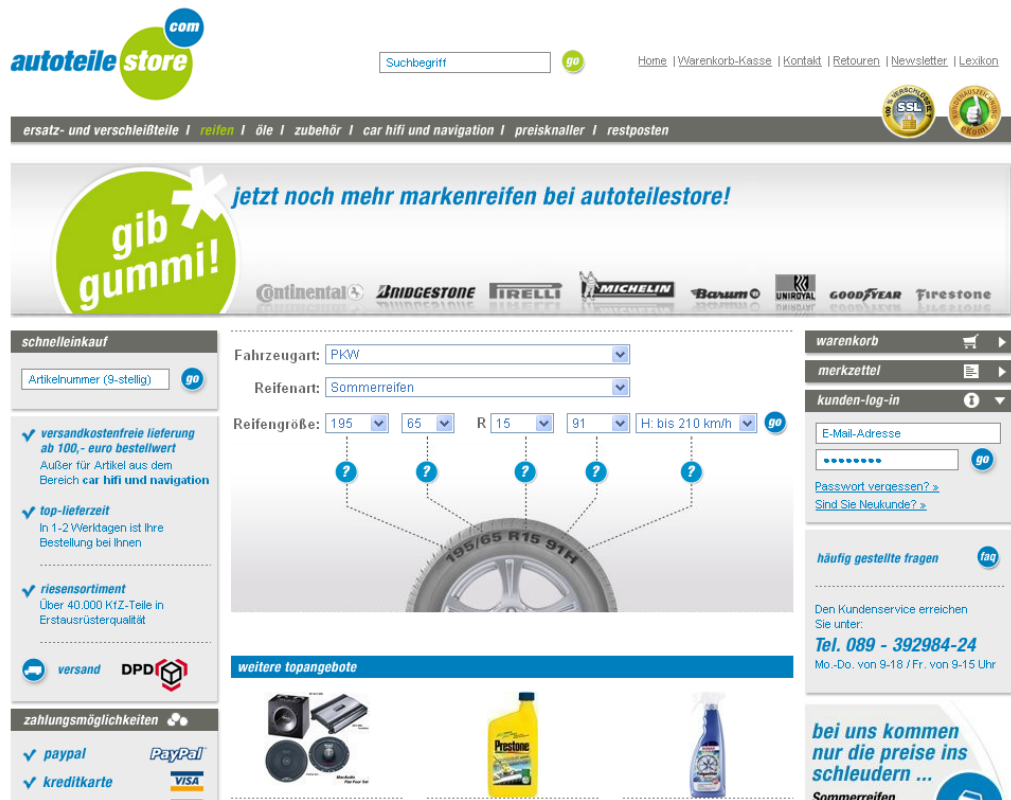 com
autoteile store
Suchbegriff
go
Home | Warenkorb-Kasse | Kontakt | Retouren | Newsletter | Lexikon
100 % VERSCHLÜSSELT
SSL
KUNDENAUSZEICHNUNG
eKomi
ersatz- und verschleißteile / reifen / öle / zubehör / car hifi und navigation / preisknaller / restposten
jetzt noch mehr markenreifen bei autoteilestore!
gib
gummi!
Continental BRIDGESTONE PIRELLI MICHELIN Barum UNIROYAL GOODYEAR Firestone
schnelleinkauf
Artikelnummer (9-stellig)
go
versandkostenfreie lieferung
ab 100,- euro bestellwert
Außer für Artikel aus dem
Bereich car hifi und navigation
top-lieferzeit
In 1-2 Werktagen ist Ihre
Bestellung bei Ihnen
riesensortiment
Über 40.000 KfZ-Teile in
Erstausrüsterqualität
versand DPD
zahlungsmöglichkeiten
paypal PayPal
kreditkarte VISA
Fahrzeugart: PKW
Reifenart: Sommerreifen
Reifengröße: 195 65 R 15 91 H: bis 210 km/h go
? ? ? ? ?
195/65 R15 91H
weitere topangebote
Prestone
warenkorb
merkzettel
kunden-log-in
E-Mail-Adresse
go
Passwort vergessen? »
Sind Sie Neukunde? »
häufig gestellte fragen faq
Den Kundenservice erreichen
Sie unter:
Tel. 089 - 392984-24
Mo.-Do. von 9-18 / Fr. von 9-15 Uhr
bei uns kommen
nur die preise ins
schleudern ...
Sommerreifen